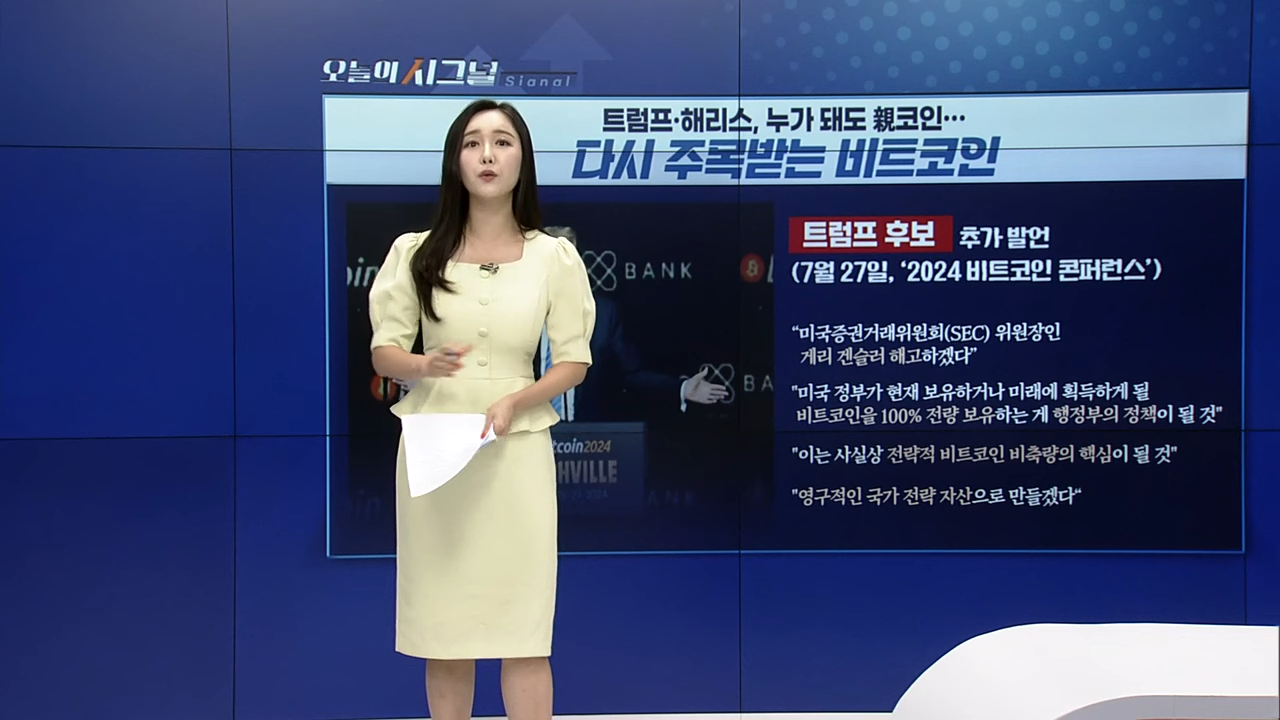 오늘의 시그널 Signal
트럼프·해리스, 누가 돼도 親코인…
다시 주목받는 비트코인
트럼프 후보 추가 발언
(7월 27일, ‘2024 비트코인 콘퍼런스’)
“미국증권거래위원회(SEC) 위원장인
게리 겐슬러 해고하겠다”
"미국 정부가 현재 보유하거나 미래에 획득하게 될
비트코인을 100% 전량 보유하는 게 행정부의 정책이 될 것"
"이는 사실상 전략적 비트코인 비축량의 핵심이 될 것"
"영구적인 국가 전략 자산으로 만들겠다“
BANK
BA
tcoin2024
HVILLE
BANK